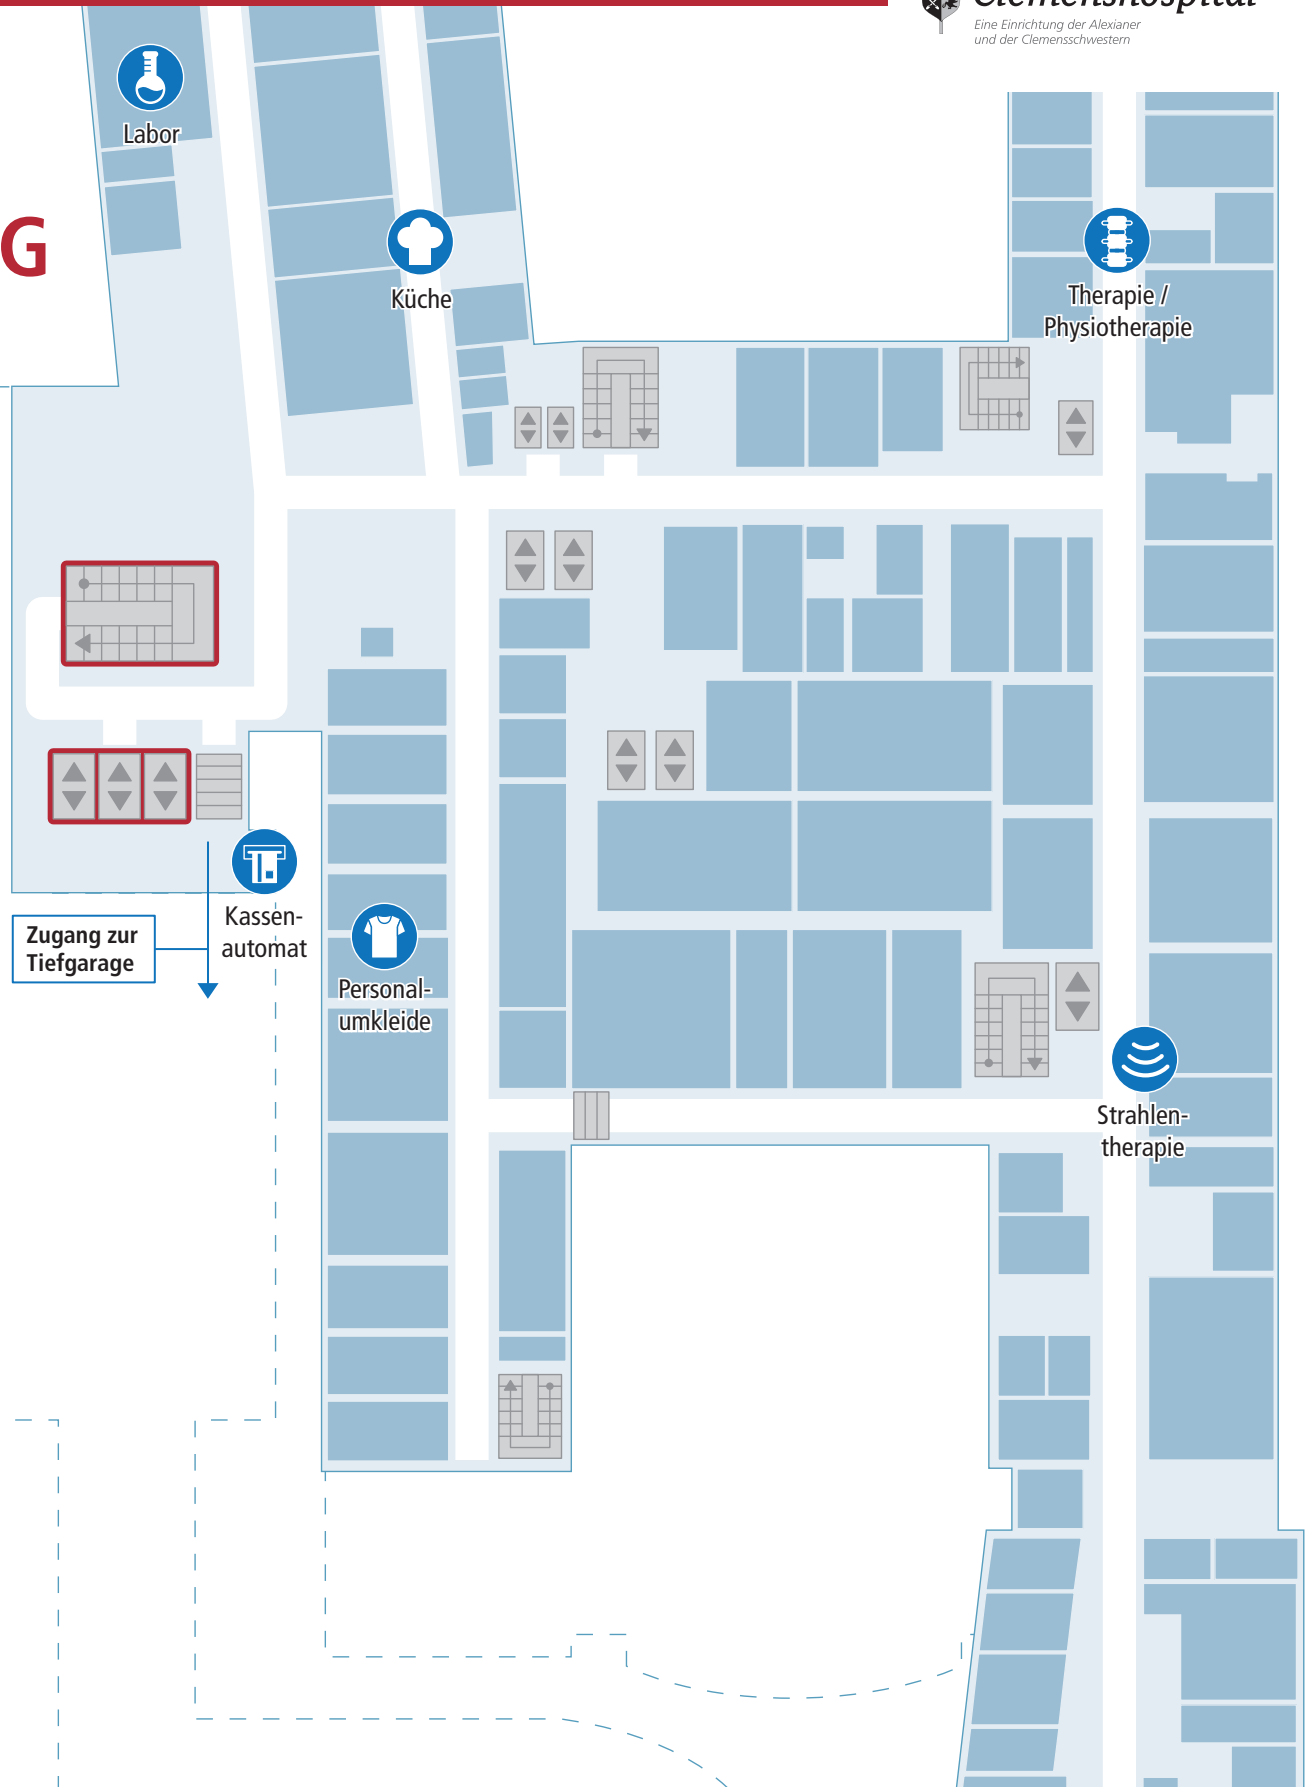 Clemenshospital
Eine Einrichtung der Alexianer
und der Clemensschwestern
Labor
G
Küche
Therapie /
Physiotherapie
Kassen-
automat
Zugang zur
Tiefgarage
Personal-
umkleide
Strahlen-
therapie